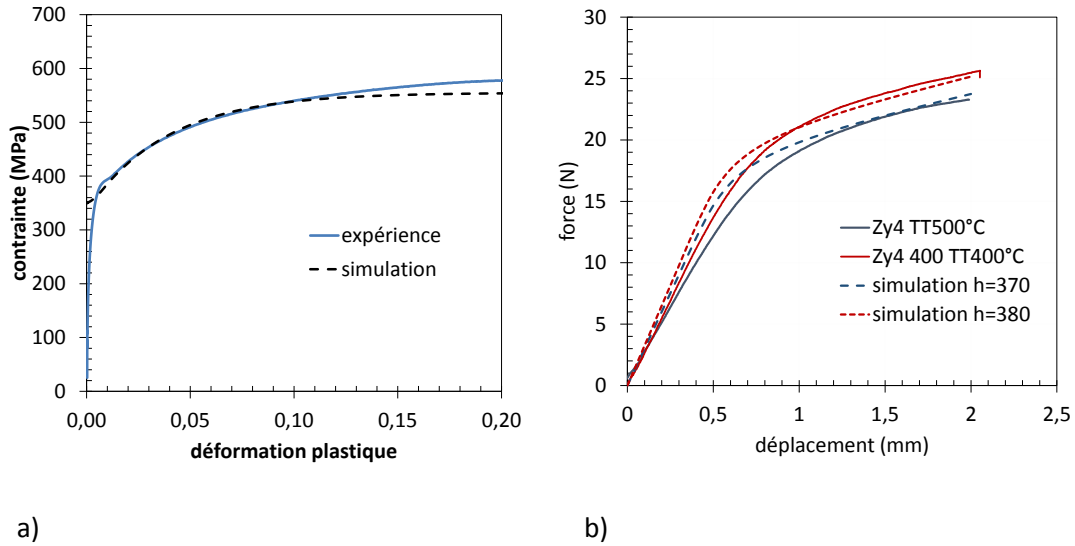 700
600
500
400
300
200
100
0
contrainte (MPa)
0,00
0,05
0,10
0,15
0,20
déformation plastique
expérience
simulation
a)
30
25
20
15
10
5
0
force (N)
0
0,5
1
1,5
2
2,5
déplacement (mm)
Zy4 TT500°C
Zy4 400 TT400°C
simulation h=370
simulation h=380
b)